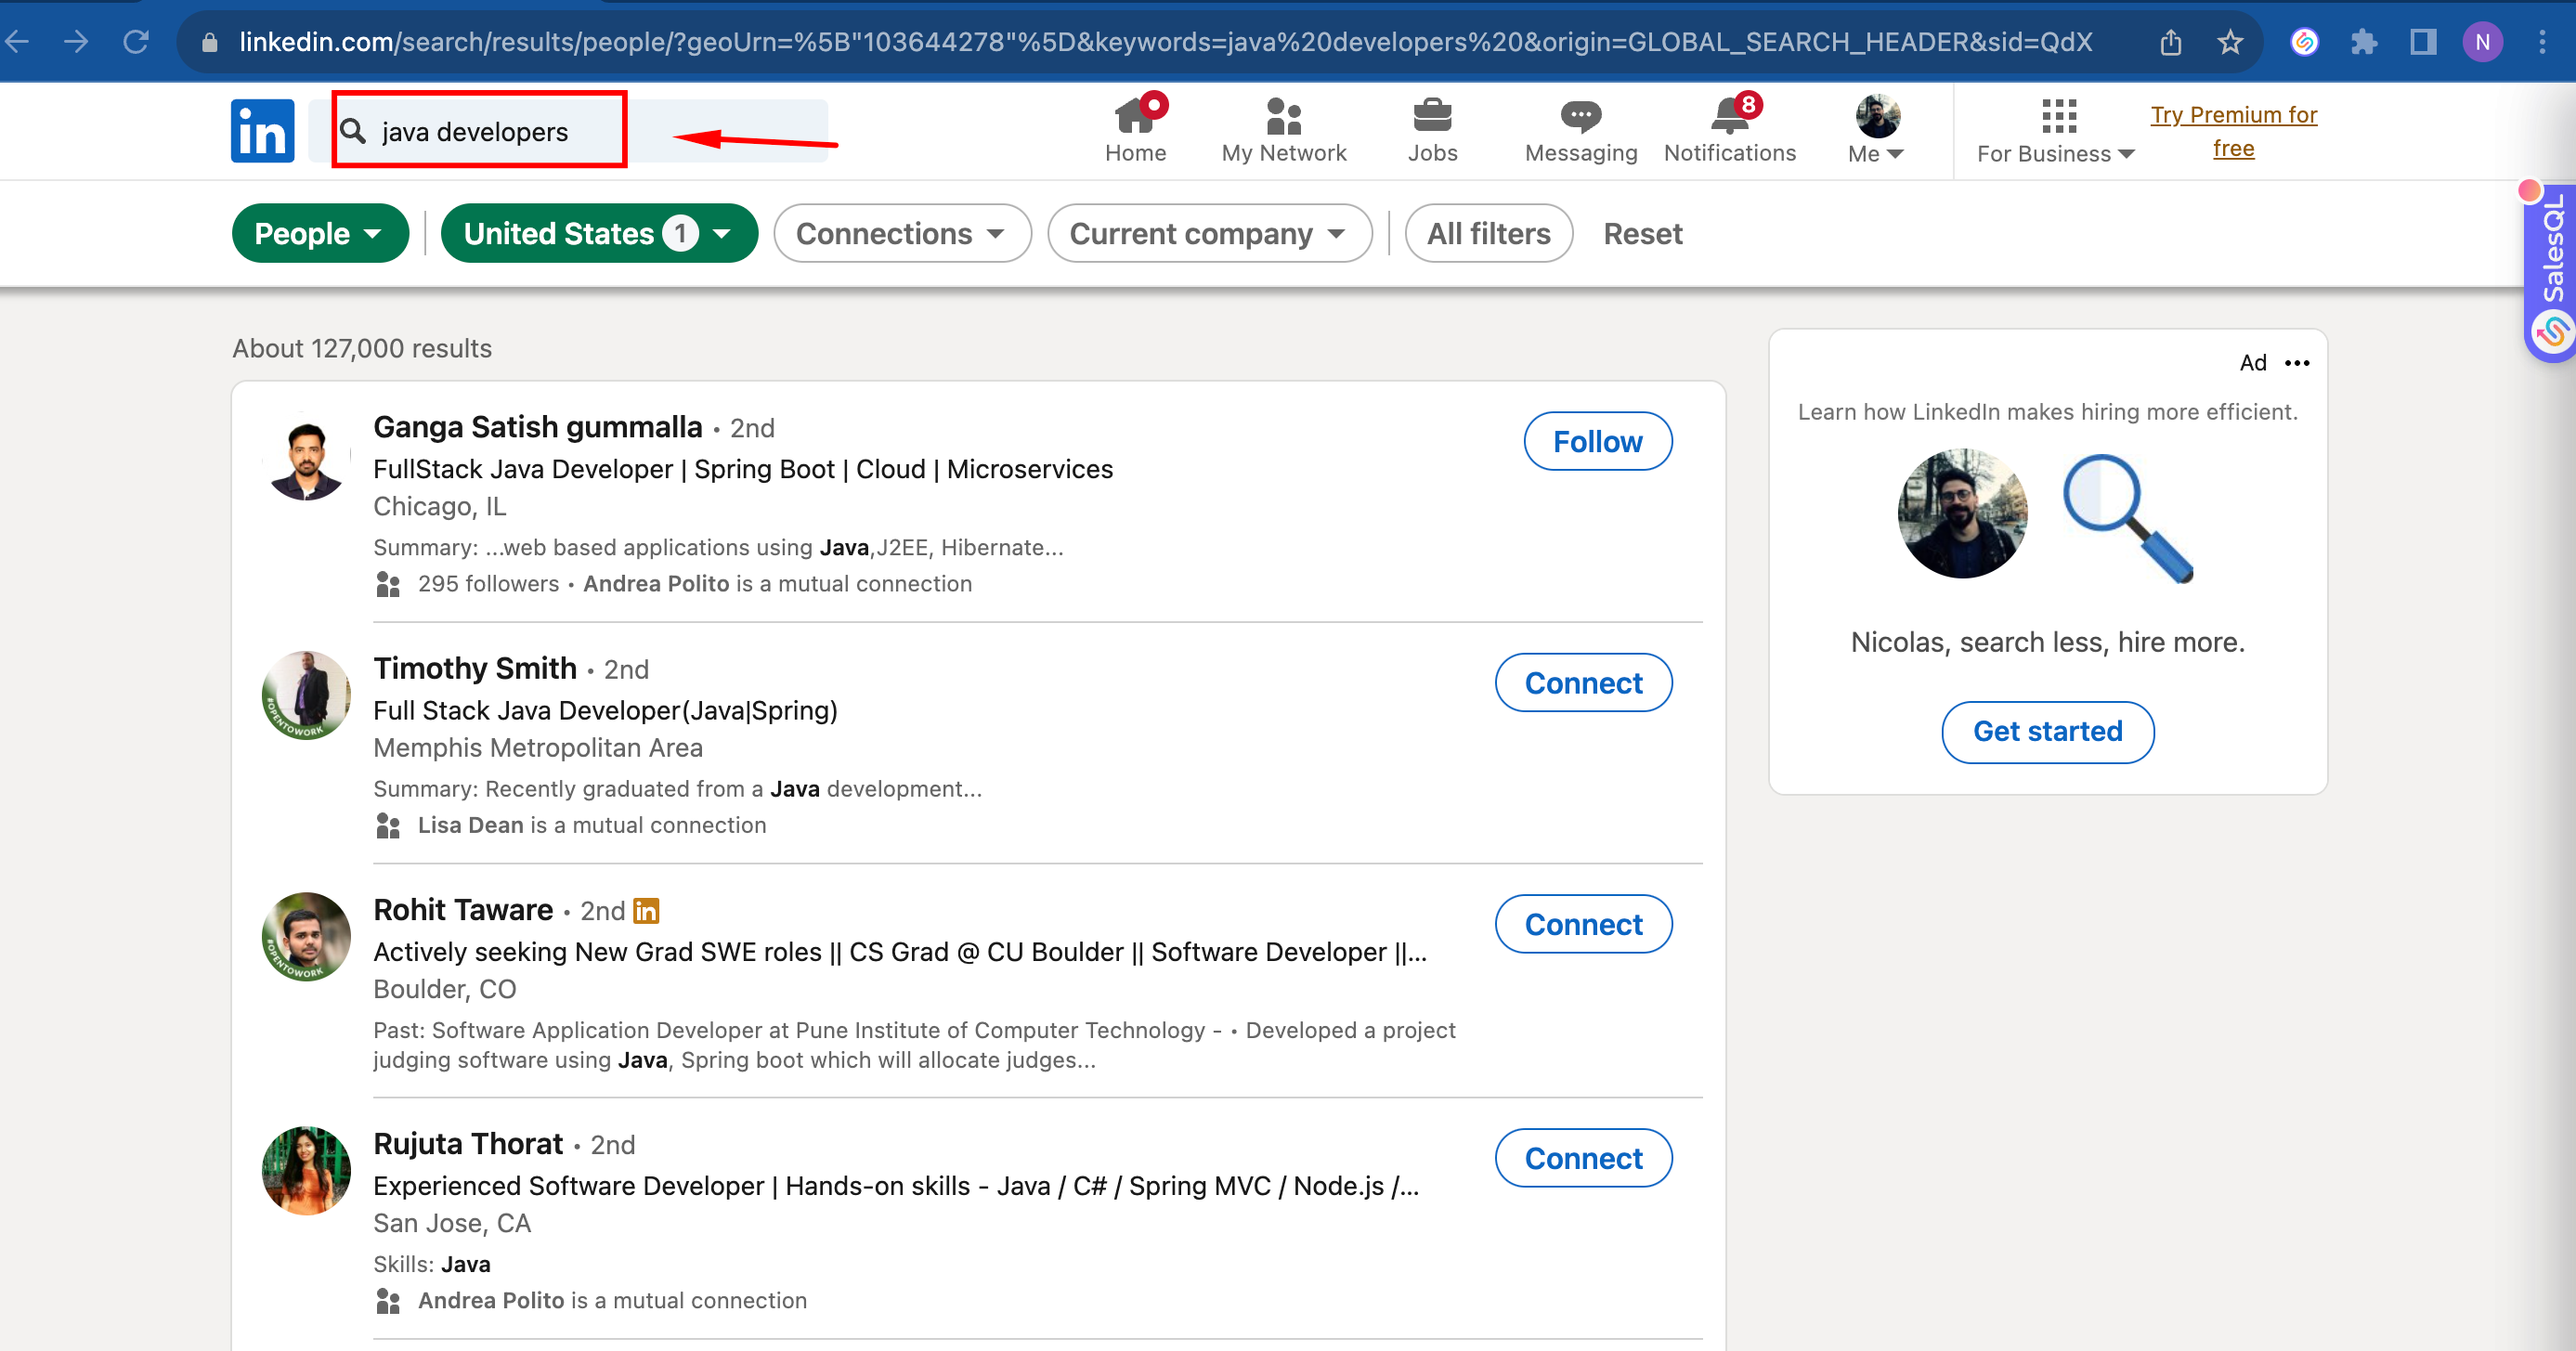 linkedin.com/search/results/people/?geoUrn=%5B"103644278"%5D&keywords=java%20developers%20&origin=GLOBAL_SEARCH_HEADER&sid=QdX
N
in
java developers
Home
My Network
Jobs
Messaging
8
Notifications
Me
For Business
Try Premium for
free
People
United States 1
Connections
Current company
All filters
Reset
SalesQL
About 127,000 results
Ganga Satish gummalla • 2nd
Follow
FullStack Java Developer | Spring Boot | Cloud | Microservices
Chicago, IL
Summary: ...web based applications using Java,J2EE, Hibernate...
295 followers • Andrea Polito is a mutual connection
Timothy Smith • 2nd
Connect
Full Stack Java Developer(Java|Spring)
Memphis Metropolitan Area
#OPENTOWORK
Summary: Recently graduated from a Java development...
Lisa Dean is a mutual connection
Rohit Taware • 2nd in
Connect
Actively seeking New Grad SWE roles || CS Grad @ CU Boulder || Software Developer ||...
Boulder, CO
#OPENTOWORK
Past: Software Application Developer at Pune Institute of Computer Technology - • Developed a project
judging software using Java, Spring boot which will allocate judges...
Rujuta Thorat • 2nd
Connect
Experienced Software Developer | Hands-on skills - Java / C# / Spring MVC / Node.js /...
San Jose, CA
Skills: Java
Andrea Polito is a mutual connection
Ad
Learn how LinkedIn makes hiring more efficient.
Nicolas, search less, hire more.
Get started